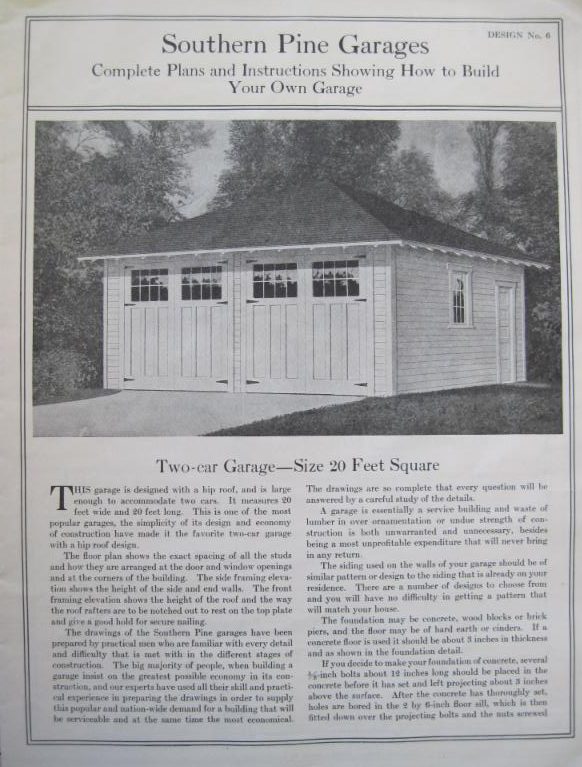 DESIGN No. 6
Southern Pine Garages
Complete Plans and Instructions Showing How to Build
Your Own Garage
Two-car Garage—Size 20 Feet Square
THIS garage is designed with a hip roof, and is large
enough to accommodate two cars. It measures 20
feet wide and 20 feet long. This is one of the most
popular garages, the simplicity of its design and economy
of construction have made it the favorite two-car garage
with a hip roof design.
The floor plan shows the exact spacing of all the studs
and how they are arranged at the door and window openings
and at the corners of the building. The side framing eleva-
tion shows the height of the side and end walls. The front
framing elevation shows the height of the roof and the way
the roof rafters are to be notched out to rest on the top plate
and give a good hold for secure nailing.
The drawings of the Southern Pine garages have been
prepared by practical men who are familiar with every detail
and difficulty that is met with in the different stages of
construction. The big majority of people, when building a
garage insist on the greatest possible economy in its con-
struction, and our experts have used all their skill and practi-
cal experience in preparing the drawings in order to supply
this popular and nation-wide demand for a building that will
be serviceable and at the same time the most economical.
The drawings are so complete that every question will be
answered by a careful study of the details.
A garage is essentially a service building and waste of
lumber in over ornamentation or undue strength of con-
struction is both unwarranted and unnecessary, besides
being a most unprofitable expenditure that will never bring
in any return.
The siding used on the walls of your garage should be of
similar pattern or design to the siding that is already on your
residence. There are a number of designs to choose from
and you will have no difficulty in getting a pattern that
will match your house.
The foundation may be concrete, wood blocks or brick
piers, and the floor may be of hard earth or cinders. If a
concrete floor is used it should be about 3 inches in thickness
and as shown in the foundation detail.
If you decide to make your foundation of concrete, several
-inch bolts about 12 inches long should be placed in the
concrete before it has set and left projecting about 3 inches
above the surface. After the concrete has thoroughly set,
holes are bored in the 2 by 6-inch floor sill, which is then
fitted down over the projecting bolts and the nuts screwed